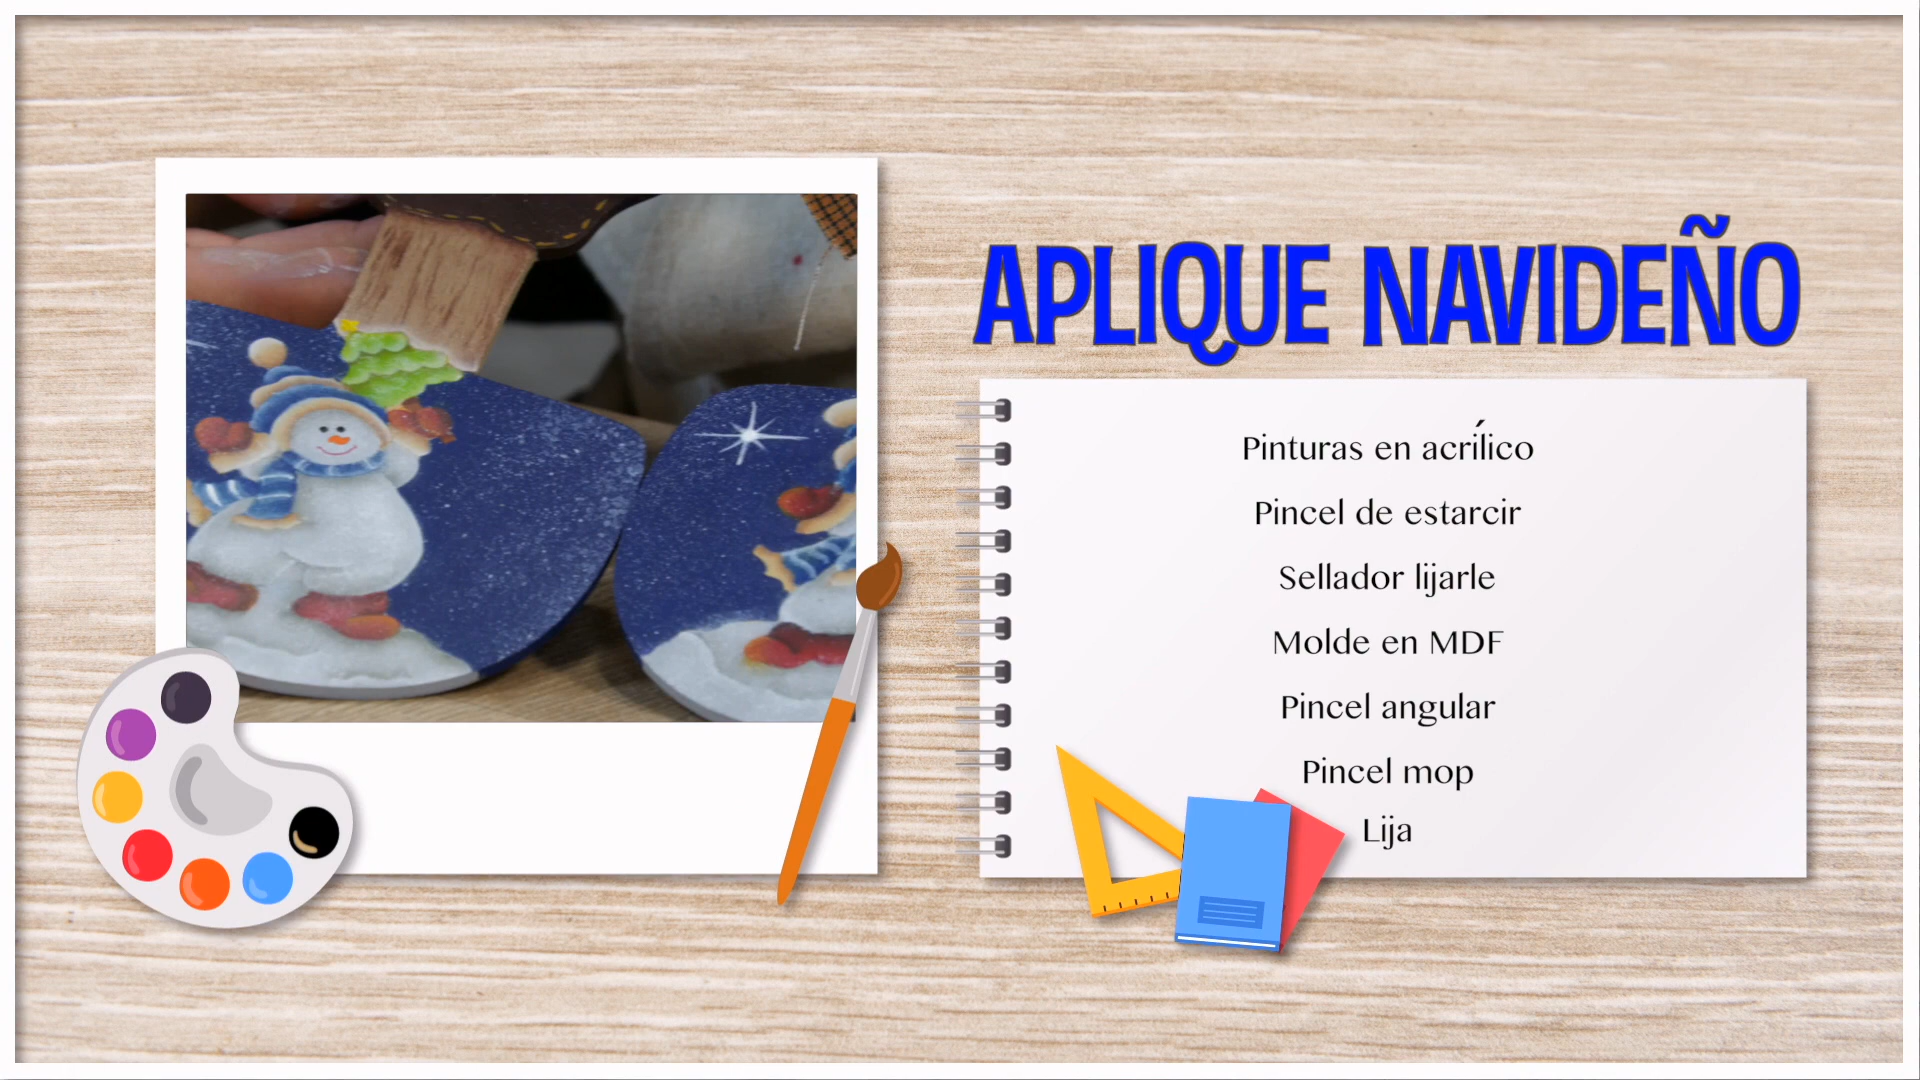 APLIQUE NAVIDEÑO
Pinturas en acrílico
Pincel de estarcir
Sellador lijarle
Molde en MDF
Pincel angular
Pincel mop
Lija